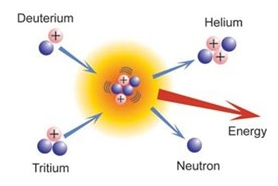 Deuterium
Helium
+
+
+
+
+
+
Energy
Tritium
Neutron